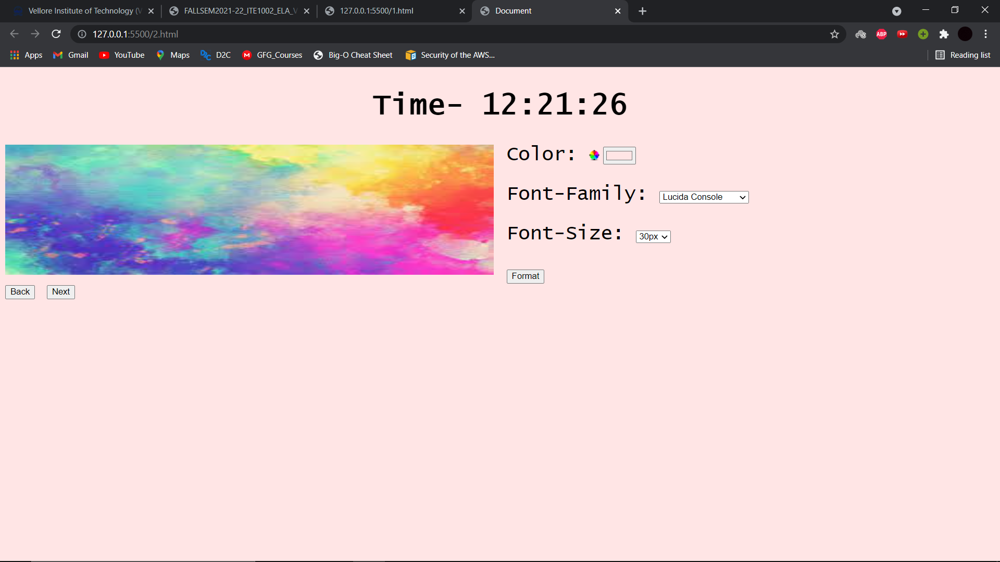 Vellore Institute of Technology (V
FALLSEM2021-22_ITE1002_ELA_V
127.0.0.1:5500/1.html
Document
127.0.0.1:5500/2.html
ABP
Apps
Gmail
YouTube
Maps
D2C
M
GFG_Courses
Big-O Cheat Sheet
Security of the AWS...
Reading list
Time- 12:21:26
Color:
Font-Family: Lucida Console
Font-Size: 30px
Format
Back Next